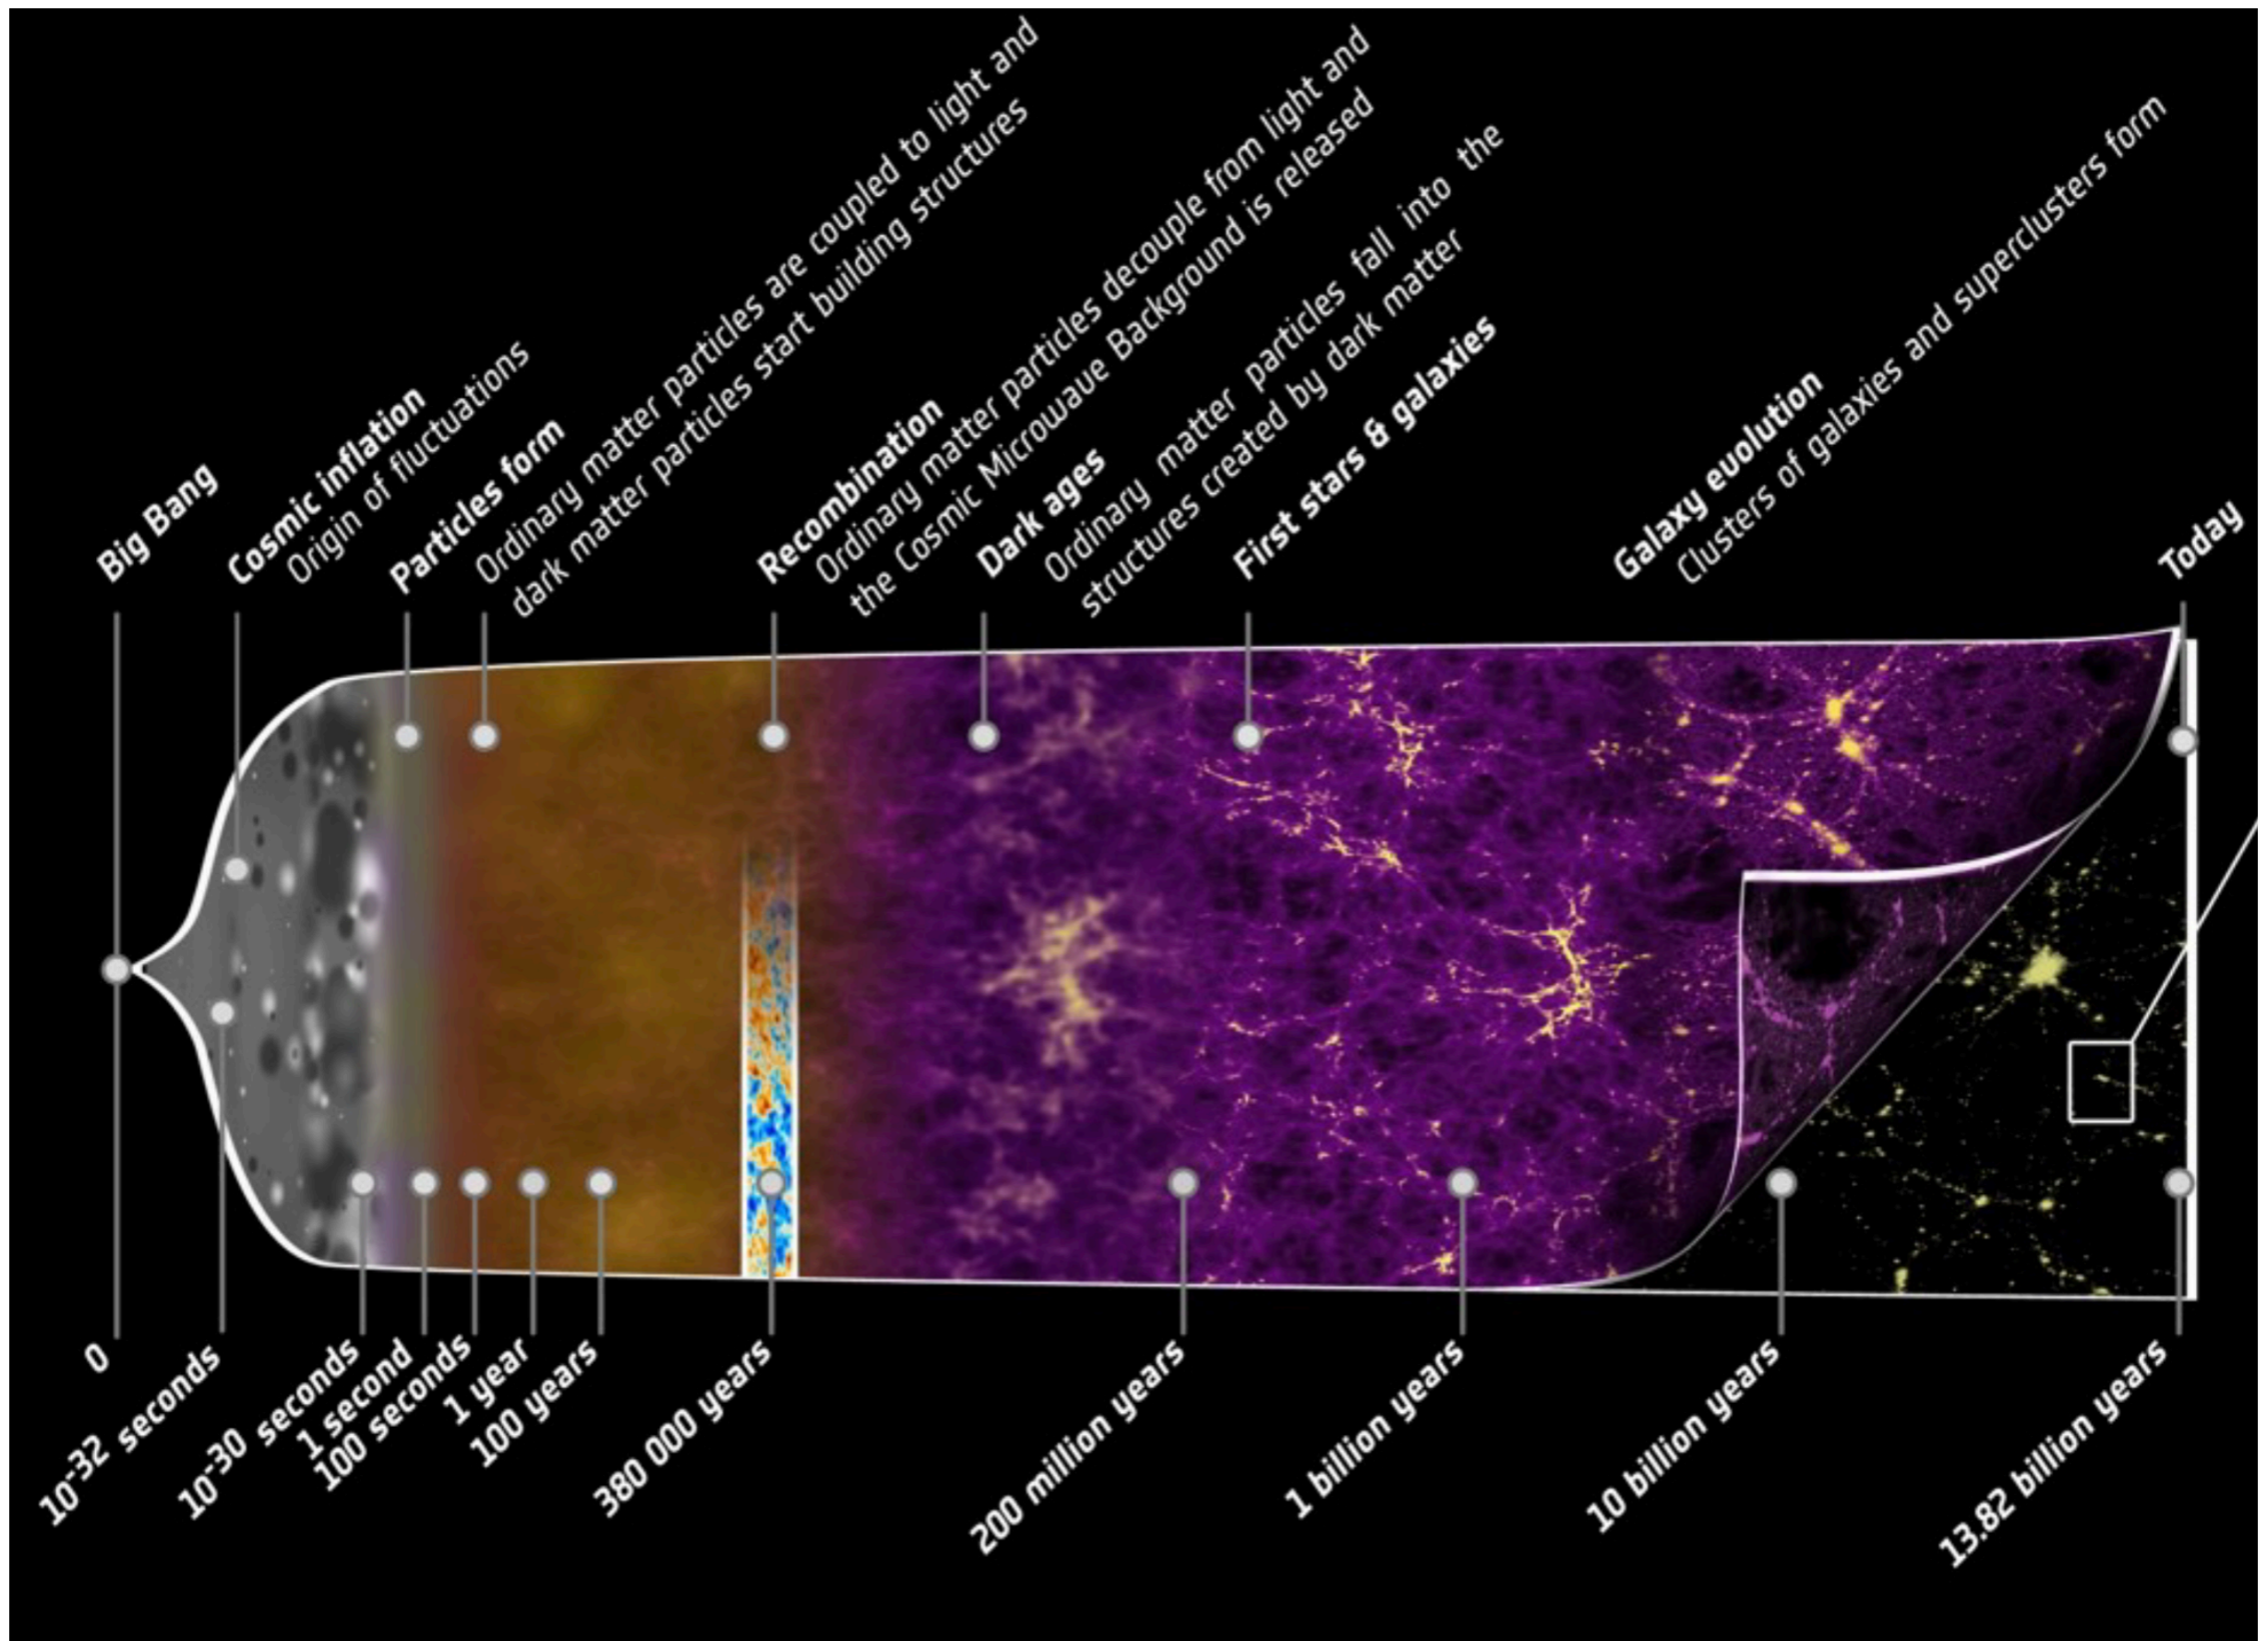 Big Bang
Cosmic inflation
Origin of fluctuations
Particles form
Ordinary matter particles are coupled to light and
dark matter particles start building structures
Recombination
Ordinary matter particles decouple from light and
the Cosmic Microwave Background is released
Dark ages
Ordinary matter particles fall into the
structures created by dark matter
First stars & galaxies
Galaxy evolution
Clusters of galaxies and superclusters form
Today
0
10-32 seconds
10-30 seconds
1 second
100 seconds
1 year
100 years
380 000 years
200 million years
1 billion years
10 billion years
13.82 billion years